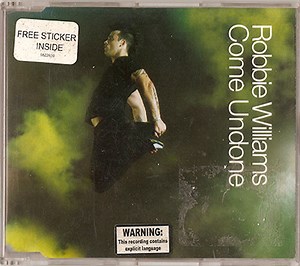 FREE STICKER
INSIDE
Robbie Williams
Come Undone
WARNING:
This recording contains
explicit language